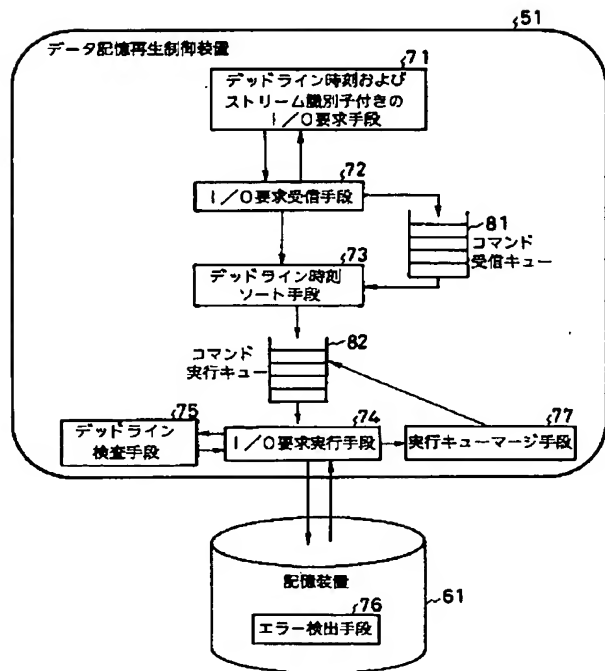 51
データ記憶再生制御装置
71
デッドライン時刻および
ストリーム識別子付きの
I/O要求手段
72
I/O要求受信手段
81
コマンド
受信キュー
73
デッドライン時刻
ソート手段
82
コマンド
実行キュー
75
デッドライン
検査手段
74
I/O要求実行手段
77
実行キューマージ手段
記憶装置
76
エラー検出手段
61